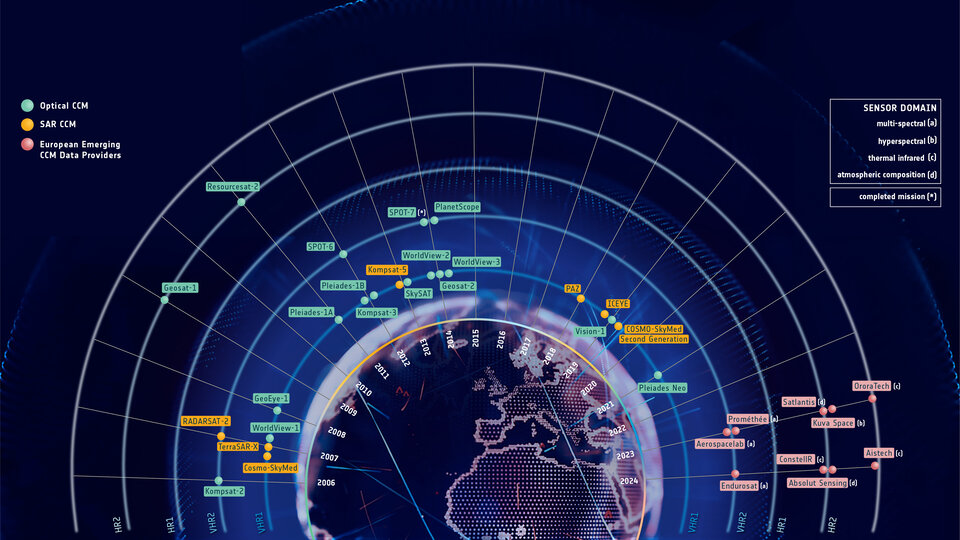 Optical CCM
SAR CCM
European Emerging
CCM Data Providers
SENSOR DOMAIN
multi-spectral (a)
hyperspectral (b)
thermal infrared (c)
atmospheric composition (d)
completed mission (*)
Resourcesat-2
SPOT-7 (*)
PlanetScope
SPOT-6
WorldView-2
WorldView-3
Kompsat-5
Geosat-1
Pleiades-1B
SkySAT
Geosat-2
PAZ
ICEYE
Pleiades-1A
Kompsat-3
Vision-1
COSMO-SkyMed
Second Generation
Pleiades Neo
GeoEye-1
RADARSAT-2
WorldView-1
TerraSAR-X
Cosmo-SkyMed
Kompsat-2
OroraTech (c)
Satlantis (d)
Kuva Space (b)
Prométhée (a)
Aerospacelab (a)
ConstellR (c)
Aistech (c)
Endurosat (a)
Absolut Sensing (d)
2006
2007
2008
2009
2010
2011
2012
2013
2014
2015
2016
2017
2018
2019
2020
2021
2022
2023
2024
HR2
HR1
VHR2
VHR1
VHR1
VHR2
HR1
HR2